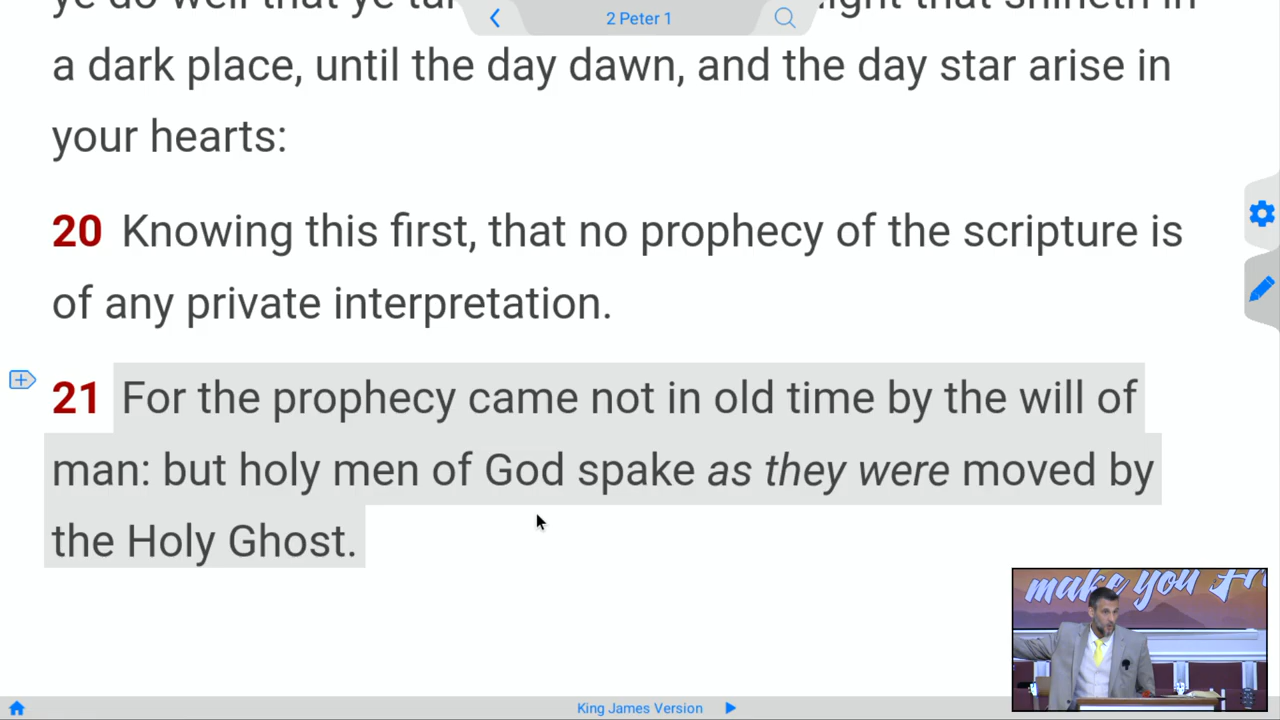 2 Peter 1
a dark place, until the day dawn, and the day star arise in
your hearts:
20 Knowing this first, that no prophecy of the scripture is
of any private interpretation.
21 For the prophecy came not in old time by the will of
man: but holy men of God spake as they were moved by
the Holy Ghost.
make you
King James Version